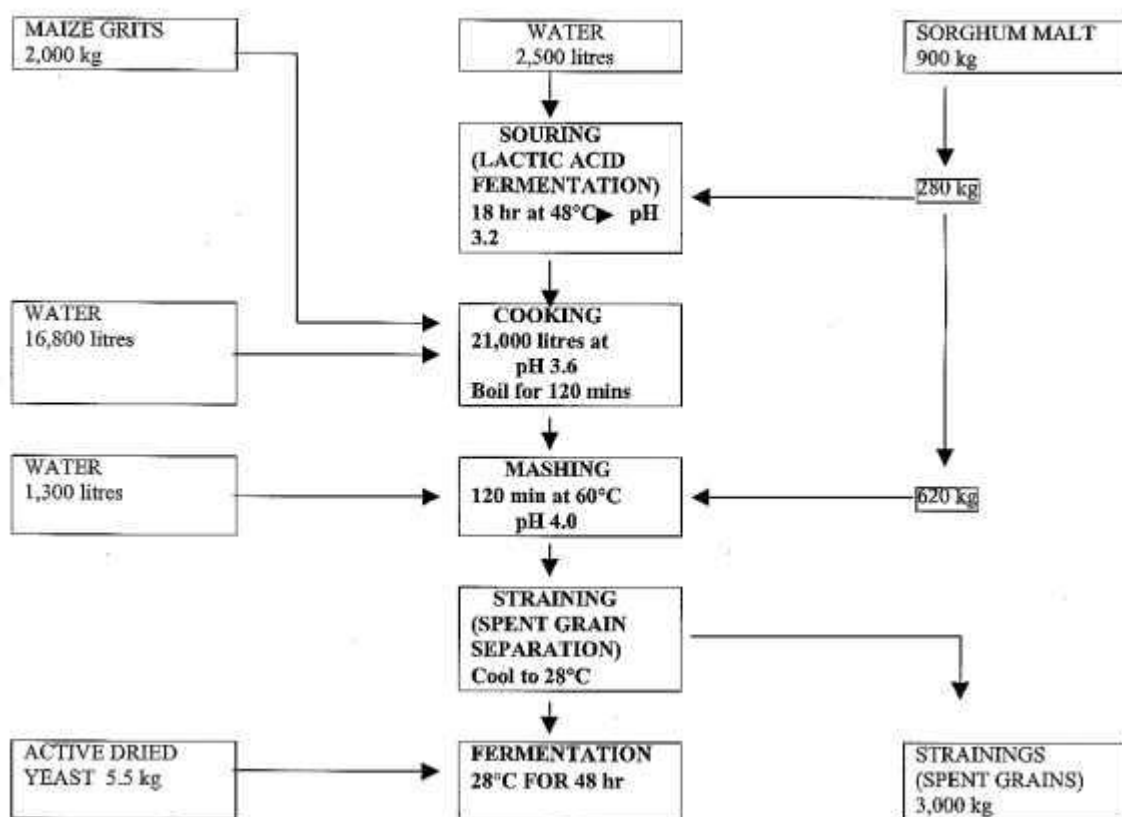 MAIZE GRITS
2,000 kg
WATER
2,500 litres
SORGHUM MALT
900 kg
SOURING
(LACTIC ACID
FERMENTATION)
18 hr at 48°C► pH
3.2
280 kg
WATER
16,800 litres
COOKING
21,000 litres at
pH 3.6
Boil for 120 mins
WATER
1,300 litres
MASHING
120 min at 60°C
pH 4.0
620 kg
STRAINING
(SPENT GRAIN
SEPARATION)
Cool to 28°C
ACTIVE DRIED
YEAST 5.5 kg
FERMENTATION
28°C FOR 48 hr
STRAININGS
(SPENT GRAINS)
3,000 kg